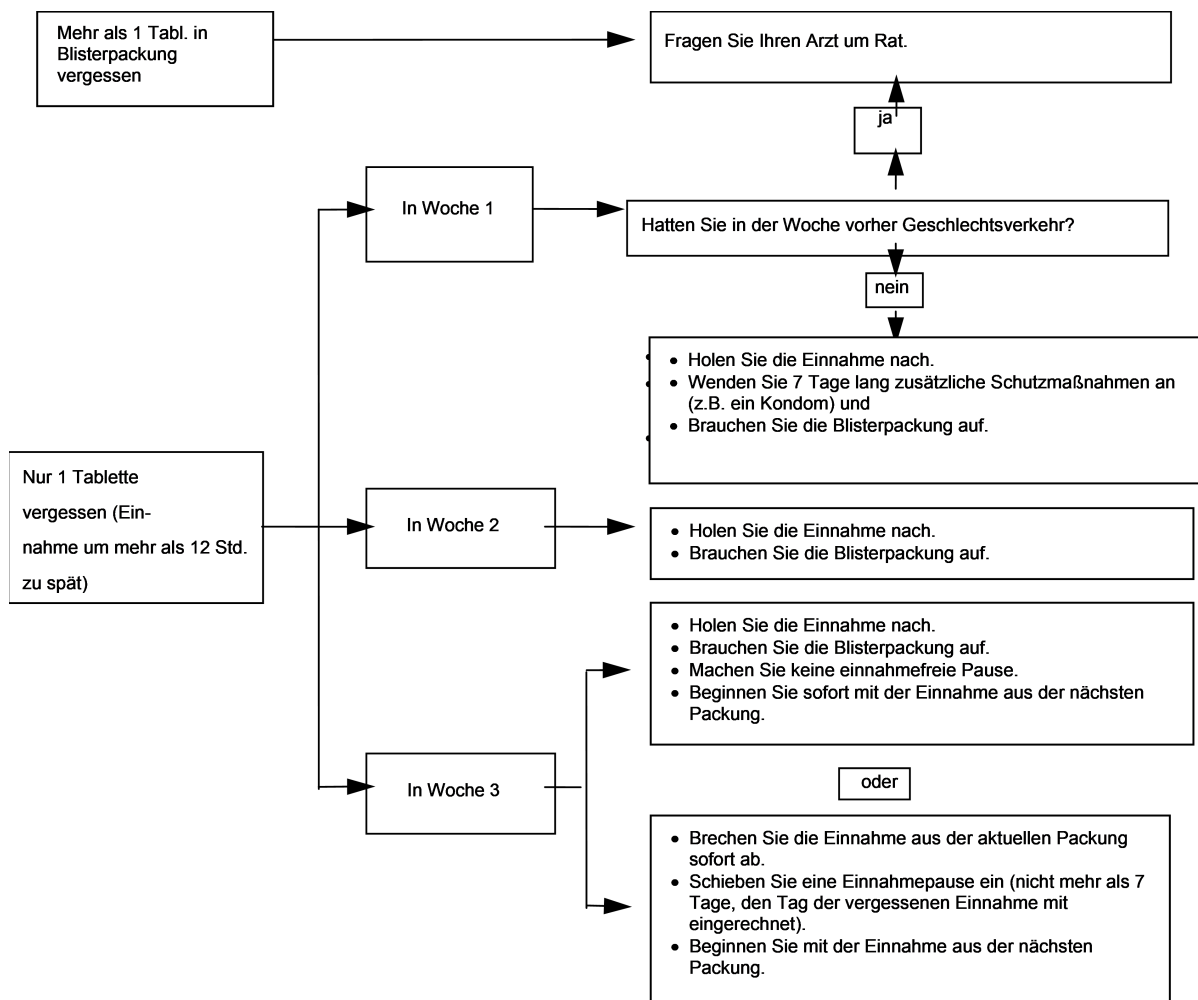 Mehr als 1 Tabl. in
Blisterpackung
vergessen
Fragen Sie Ihren Arzt um Rat.
ja
In Woche 1
Hatten Sie in der Woche vorher Geschlechtsverkehr?
nein
• Holen Sie die Einnahme nach.
• Wenden Sie 7 Tage lang zusätzliche Schutzmaßnahmen an
(z.B. ein Kondom) und
• Brauchen Sie die Blisterpackung auf.
Nur 1 Tablette
vergessen (Ein-
nahme um mehr als 12 Std.
zu spät)
In Woche 2
• Holen Sie die Einnahme nach.
• Brauchen Sie die Blisterpackung auf.
• Holen Sie die Einnahme nach.
• Brauchen Sie die Blisterpackung auf.
• Machen Sie keine einnahmefreie Pause.
• Beginnen Sie sofort mit der Einnahme aus der nächsten
Packung.
In Woche 3
oder
• Brechen Sie die Einnahme aus der aktuellen Packung
sofort ab.
• Schieben Sie eine Einnahmepause ein (nicht mehr als 7
Tage, den Tag der vergessenen Einnahme mit
eingerechnet).
• Beginnen Sie mit der Einnahme aus der nächsten
Packung.